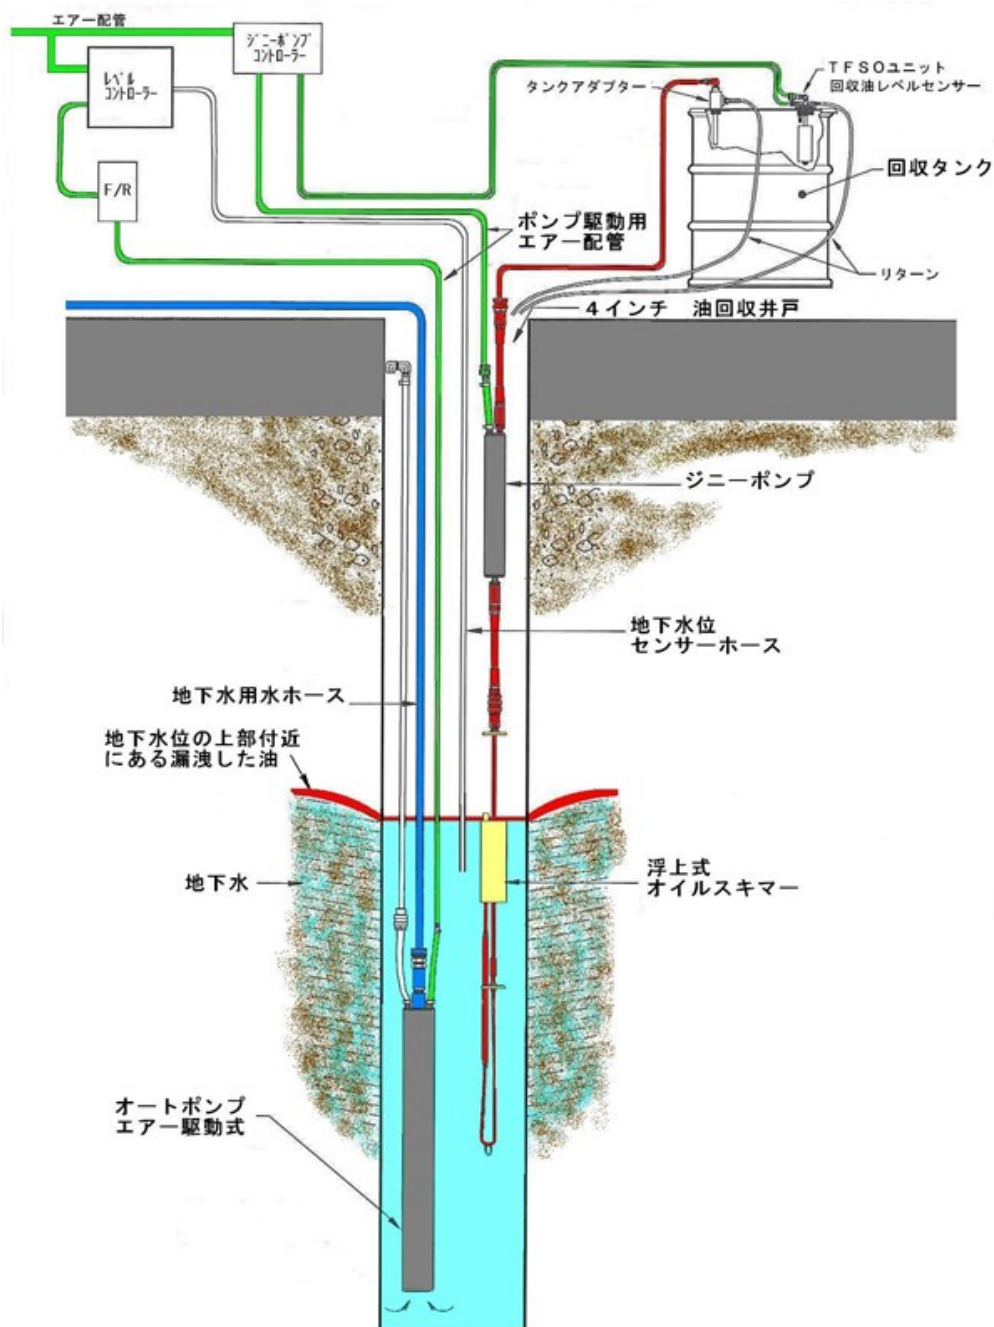 エアー配管
ジニーポンプ
コントローラー
レベル
コントローラー
F/R
タンクアダプター
TFSOユニット
回収油レベルセンサー
回収タンク
ポンプ駆動用
エアー配管
リターン
4インチ 油回収井戸
ジニーポンプ
地下水位
センサーホース
地下水用水ホース
地下水位の上部付近
にある漏洩した油
地下水
浮上式
オイルスキマー
オートポンプ
エアー駆動式